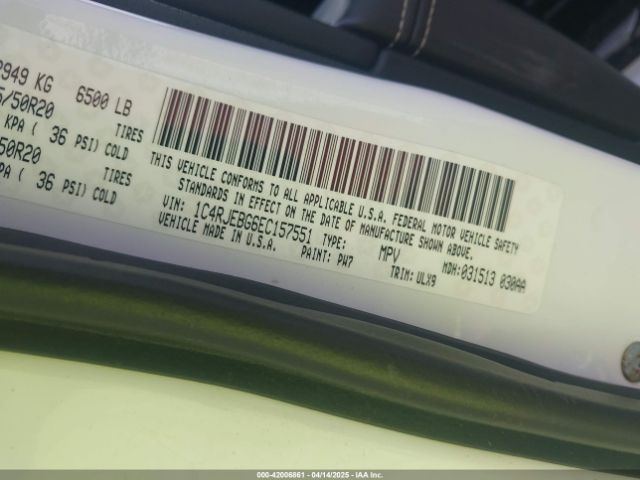 2949 KG 6500 LB
5/50R20 TIRES
KPA ( 36 PSI) COLD
50R20 TIRES
KPA ( 36 PSI) COLD
THIS VEHICLE CONFORMS TO ALL APPLICABLE U.S.A. FEDERAL MOTOR VEHICLE SAFETY
STANDARDS IN EFFECT ON THE DATE OF MANUFACTURE SHOWN ABOVE.
VIN: 1C4RJEBG6EC157551 TYPE: MPV MDH:031513 030AA
VEHICLE MADE IN U.S.A. PAINT: PW7 TRIM: ULX9
000-42006861 - 04/14/2025 - IAA Inc.